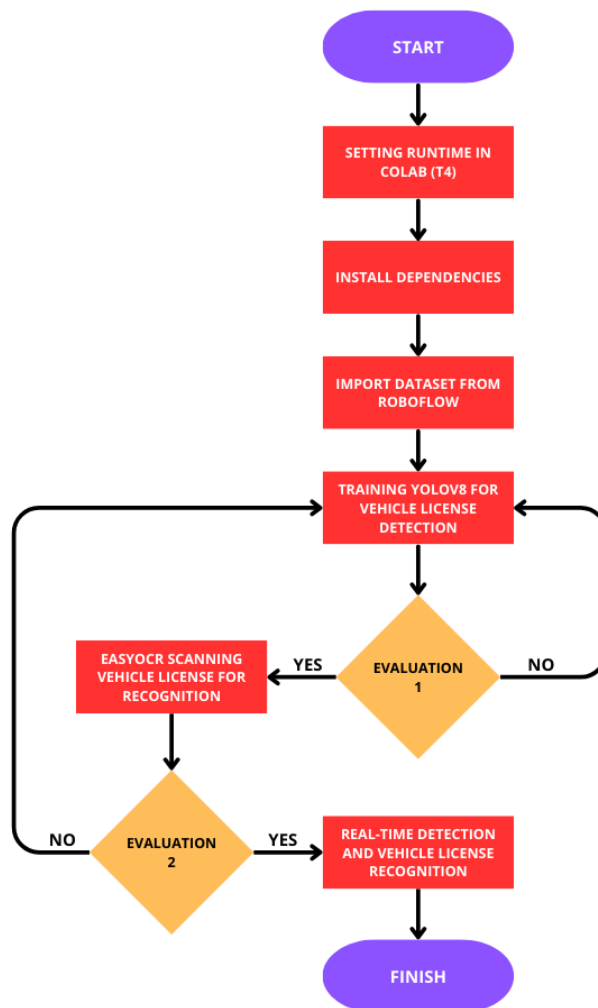 START
SETTING RUNTIME IN
COLAB (T4)
INSTALL DEPENDENCIES
IMPORT DATASET FROM
ROBOFLOW
TRAINING YOLOV8 FOR
VEHICLE LICENSE
DETECTION
EVALUATION
1
NO
YES
EASYOCR SCANNING
VEHICLE LICENSE FOR
RECOGNITION
EVALUATION
2
NO
YES
REAL-TIME DETECTION
AND VEHICLE LICENSE
RECOGNITION
FINISH